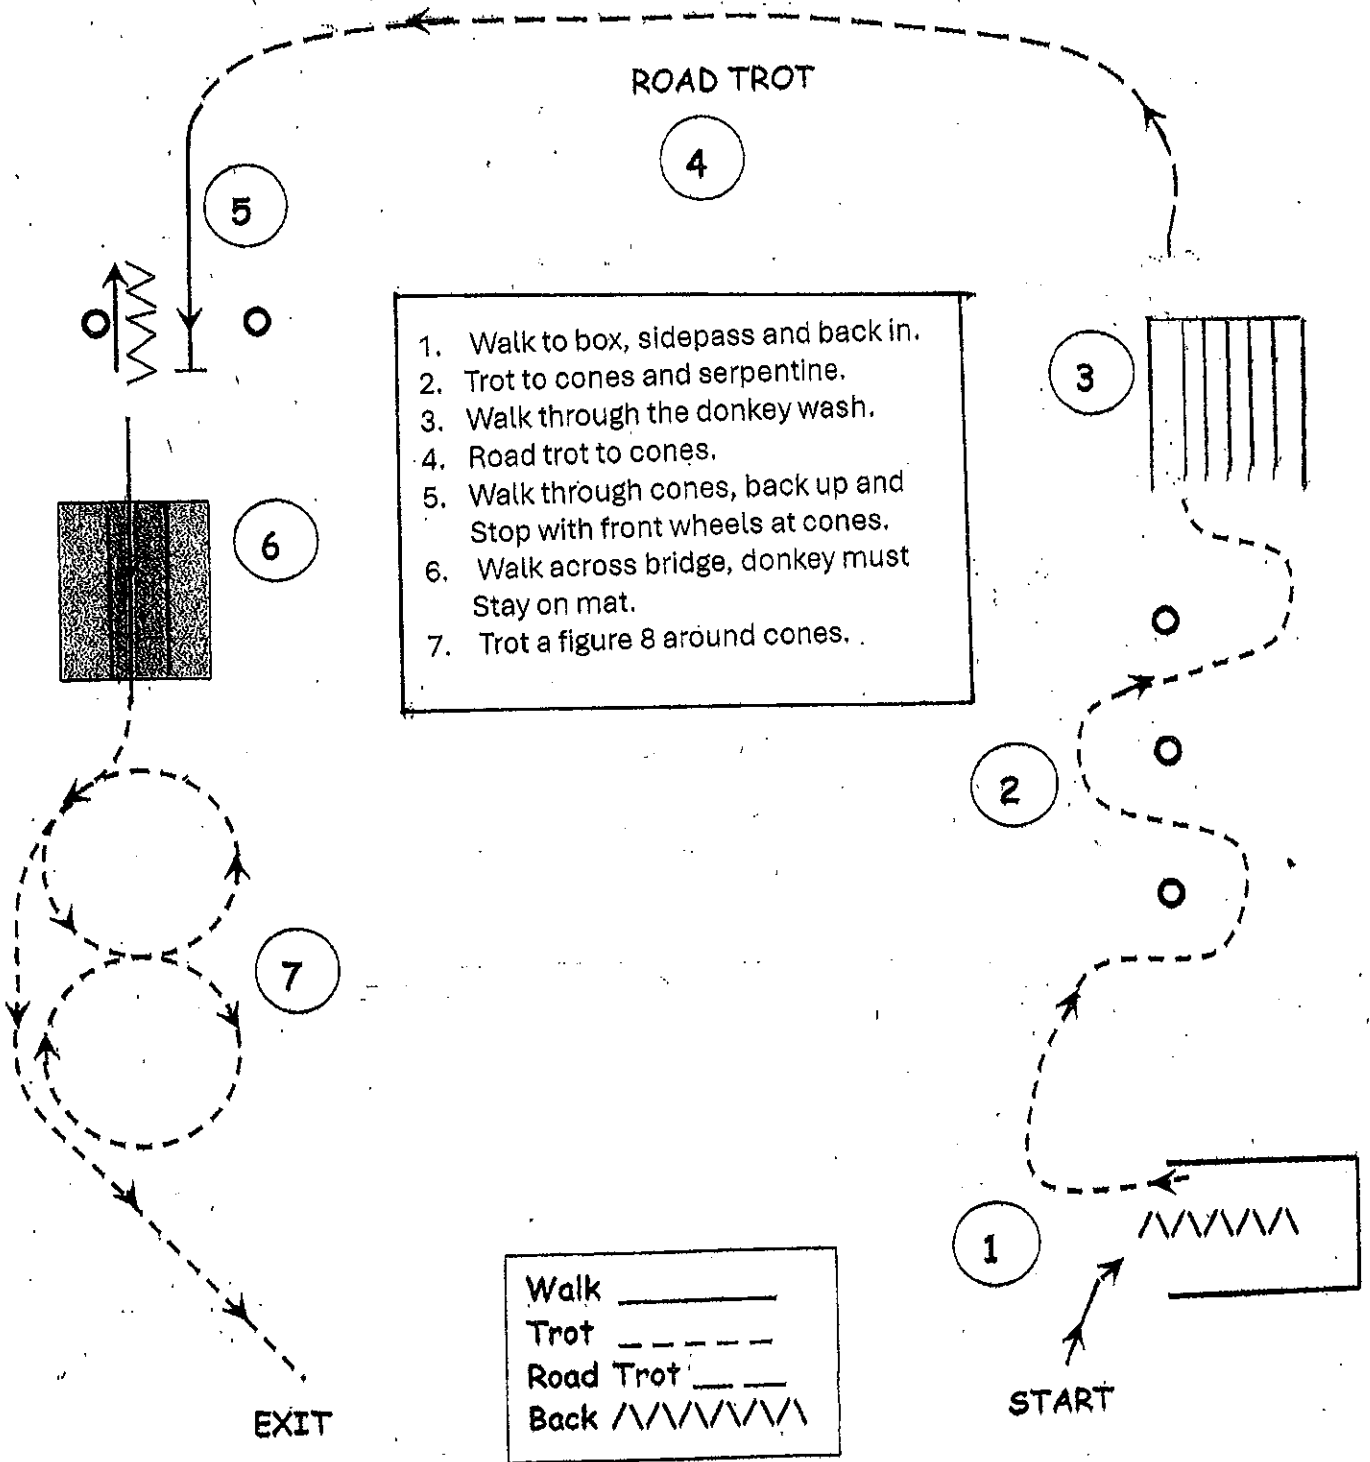 ROAD TROT
4
5
3
1. Walk to box, sidepass and back in.
2. Trot to cones and serpentine.
3. Walk through the donkey wash.
4. Road trot to cones.
5. Walk through cones, back up and
Stop with front wheels at cones.
6. Walk across bridge, donkey must
Stay on mat.
7. Trot a figure 8 around cones.
6
2
7
1
Walk
Trot
Road Trot
Back
START
EXIT